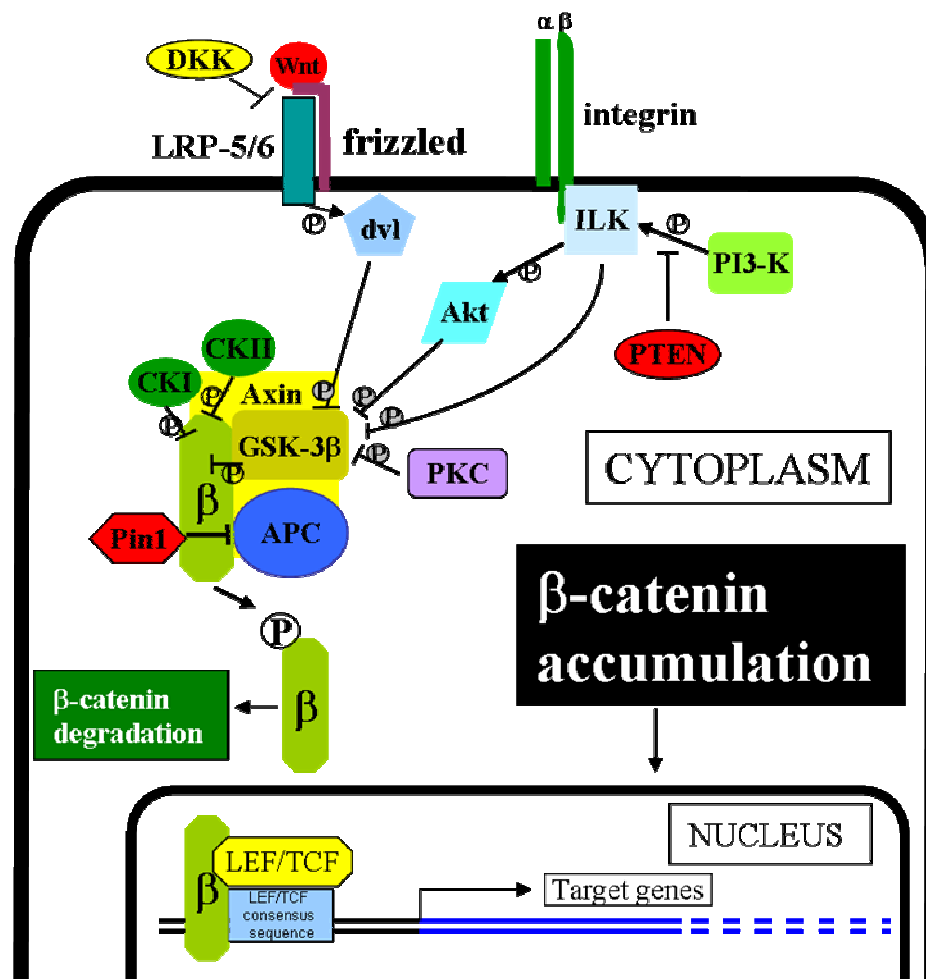 α β
DKK
Wnt
integrin
LRP-5/6
frizzled
P
dvl
ILK
P
PI3-K
P
Akt
PTEN
CKII
CKI
Axin
P
P
P
P
P
GSK-3β
P
P
PKC
CYTOPLASM
β
Pin1
APC
P
β-catenin
accumulation
β
β-catenin
degradation
NUCLEUS
LEF/TCF
β
LEF/TCF
consensus
sequence
Target genes